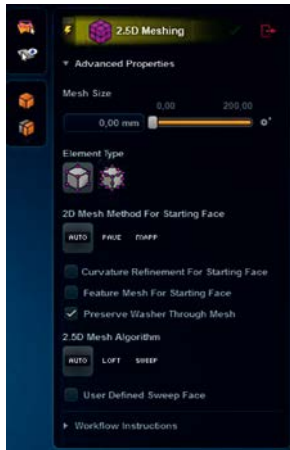 2.5D Meshing
Advanced Properties
Mesh Size
0,00 200,00
0,00 mm
Element Type
2D Mesh Method For Starting Face
AUTO PAVE MAPP
Curvature Refinement For Starting Face
Feature Mesh For Starting Face
Preserve Washer Through Mesh
2.5D Mesh Algorithm
AUTO LOFT SWEEP
User Defined Sweep Face
Workflow Instructions